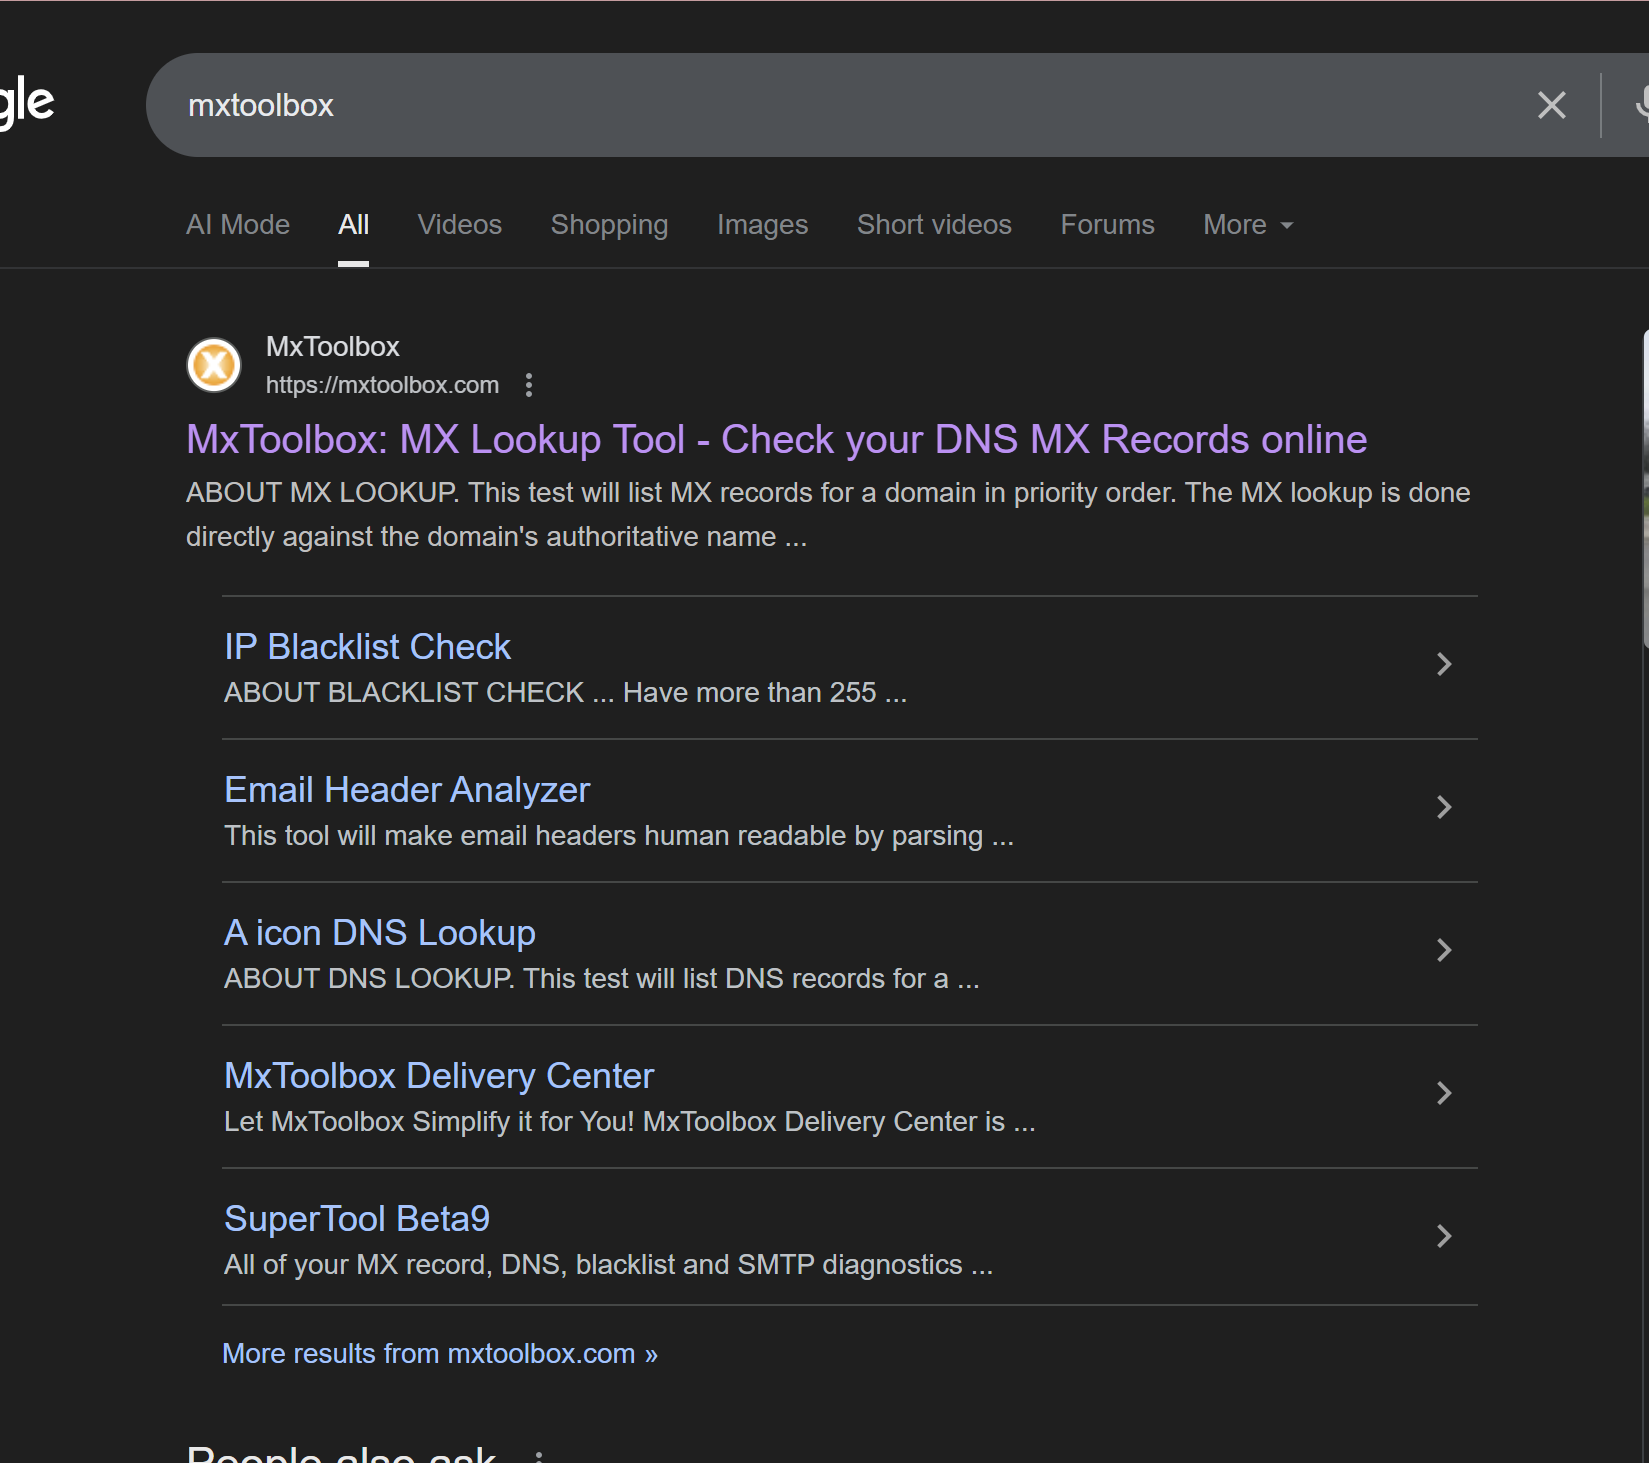 gle
mxtoolbox
AI Mode All Videos Shopping Images Short videos Forums More
MxToolbox
https://mxtoolbox.com
MxToolbox: MX Lookup Tool - Check your DNS MX Records online
ABOUT MX LOOKUP. This test will list MX records for a domain in priority order. The MX lookup is done
directly against the domain's authoritative name ...
IP Blacklist Check
ABOUT BLACKLIST CHECK ... Have more than 255 ...
Email Header Analyzer
This tool will make email headers human readable by parsing ...
A icon DNS Lookup
ABOUT DNS LOOKUP. This test will list DNS records for a ...
MxToolbox Delivery Center
Let MxToolbox Simplify it for You! MxToolbox Delivery Center is ...
SuperTool Beta9
All of your MX record, DNS, blacklist and SMTP diagnostics ...
More results from mxtoolbox.com »
People also ask